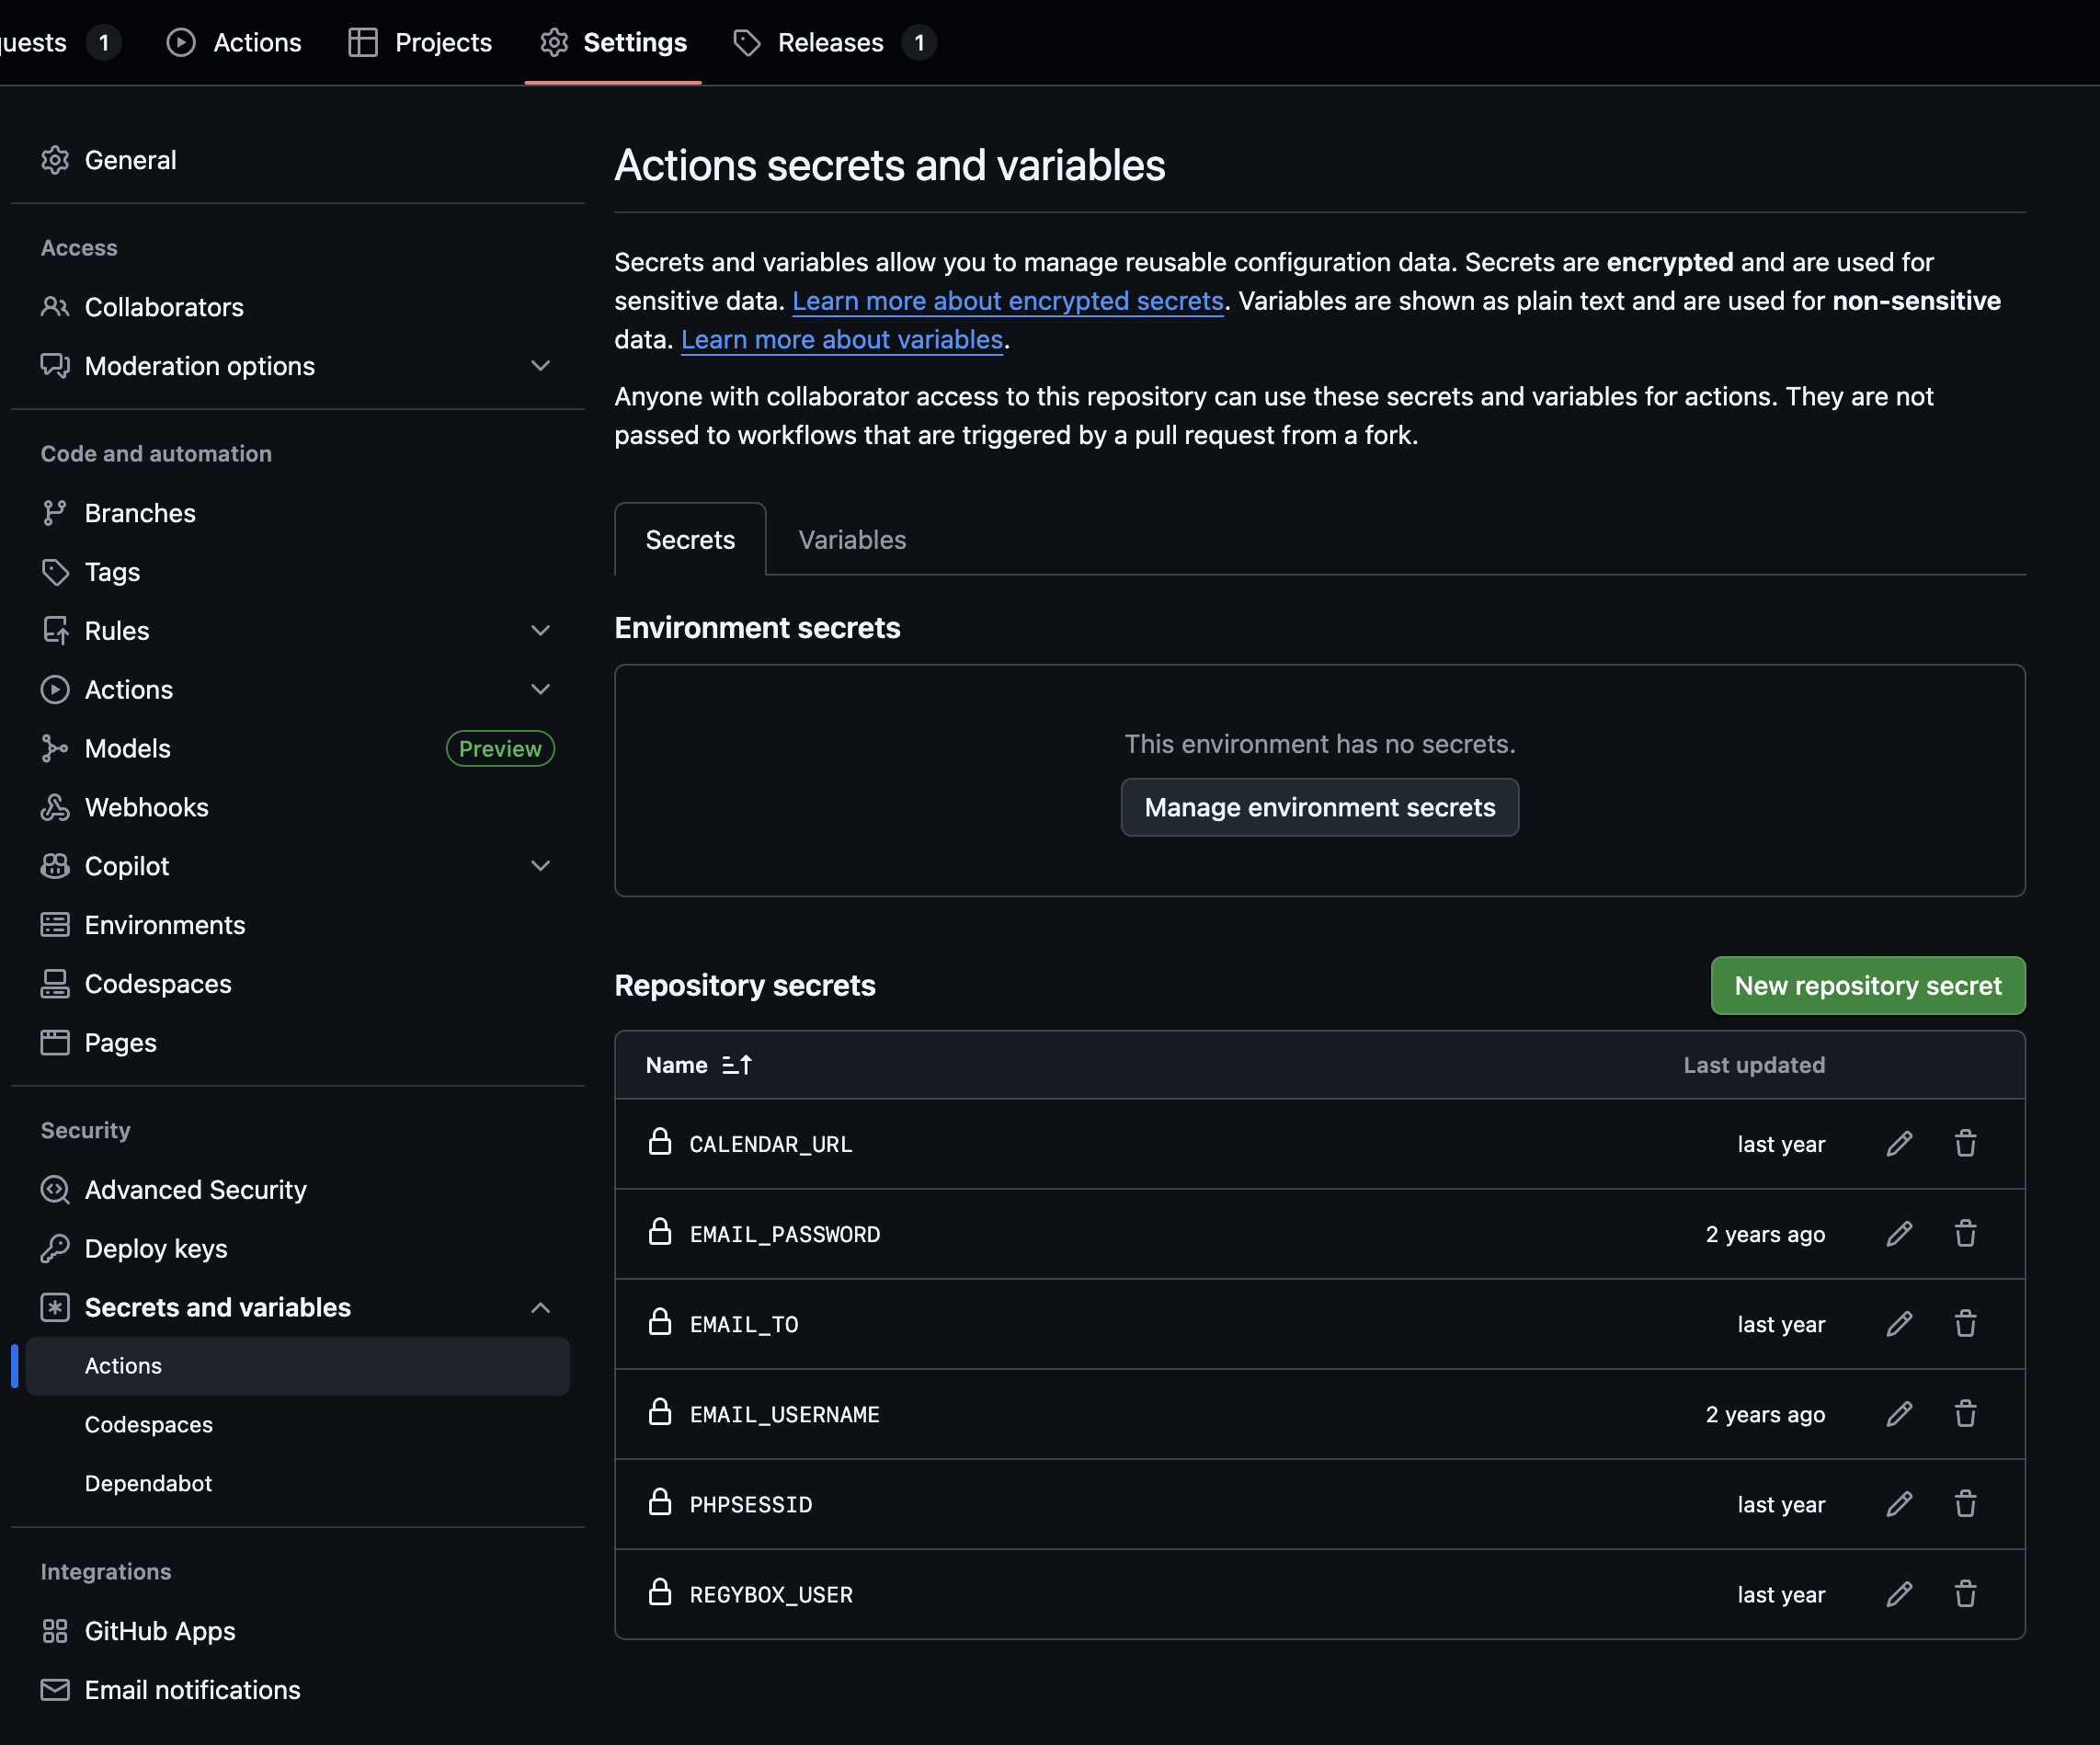 1
Actions
Projects
Settings
Releases
1
General
Access
Collaborators
Moderation options
Code and automation
Branches
Tags
Rules
Actions
Models
Preview
Webhooks
Copilot
Environments
Codespaces
Pages
Security
Advanced Security
Deploy keys
Secrets and variables
Actions
Codespaces
Dependabot
Integrations
GitHub Apps
Email notifications
Actions secrets and variables
Secrets and variables allow you to manage reusable configuration data. Secrets are encrypted and are used for
sensitive data. Learn more about encrypted secrets. Variables are shown as plain text and are used for non-sensitive
data. Learn more about variables.
Anyone with collaborator access to this repository can use these secrets and variables for actions. They are not
passed to workflows that are triggered by a pull request from a fork.
Secrets
Variables
Environment secrets
This environment has no secrets.
Manage environment secrets
Repository secrets
New repository secret
Name
Last updated
CALENDAR_URL
last year
EMAIL_PASSWORD
2 years ago
EMAIL_TO
last year
EMAIL_USERNAME
2 years ago
PHPSESSID
last year
REGYBOX_USER
last year